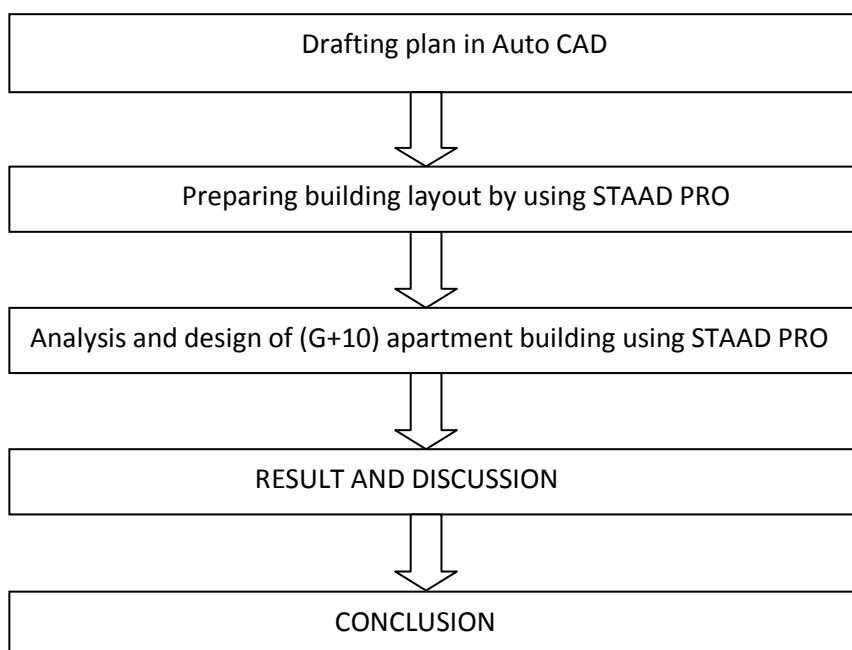 Drafting plan in Auto CAD
Preparing building layout by using STAAD PRO
Analysis and design of (G+10) apartment building using STAAD PRO
RESULT AND DISCUSSION
CONCLUSION